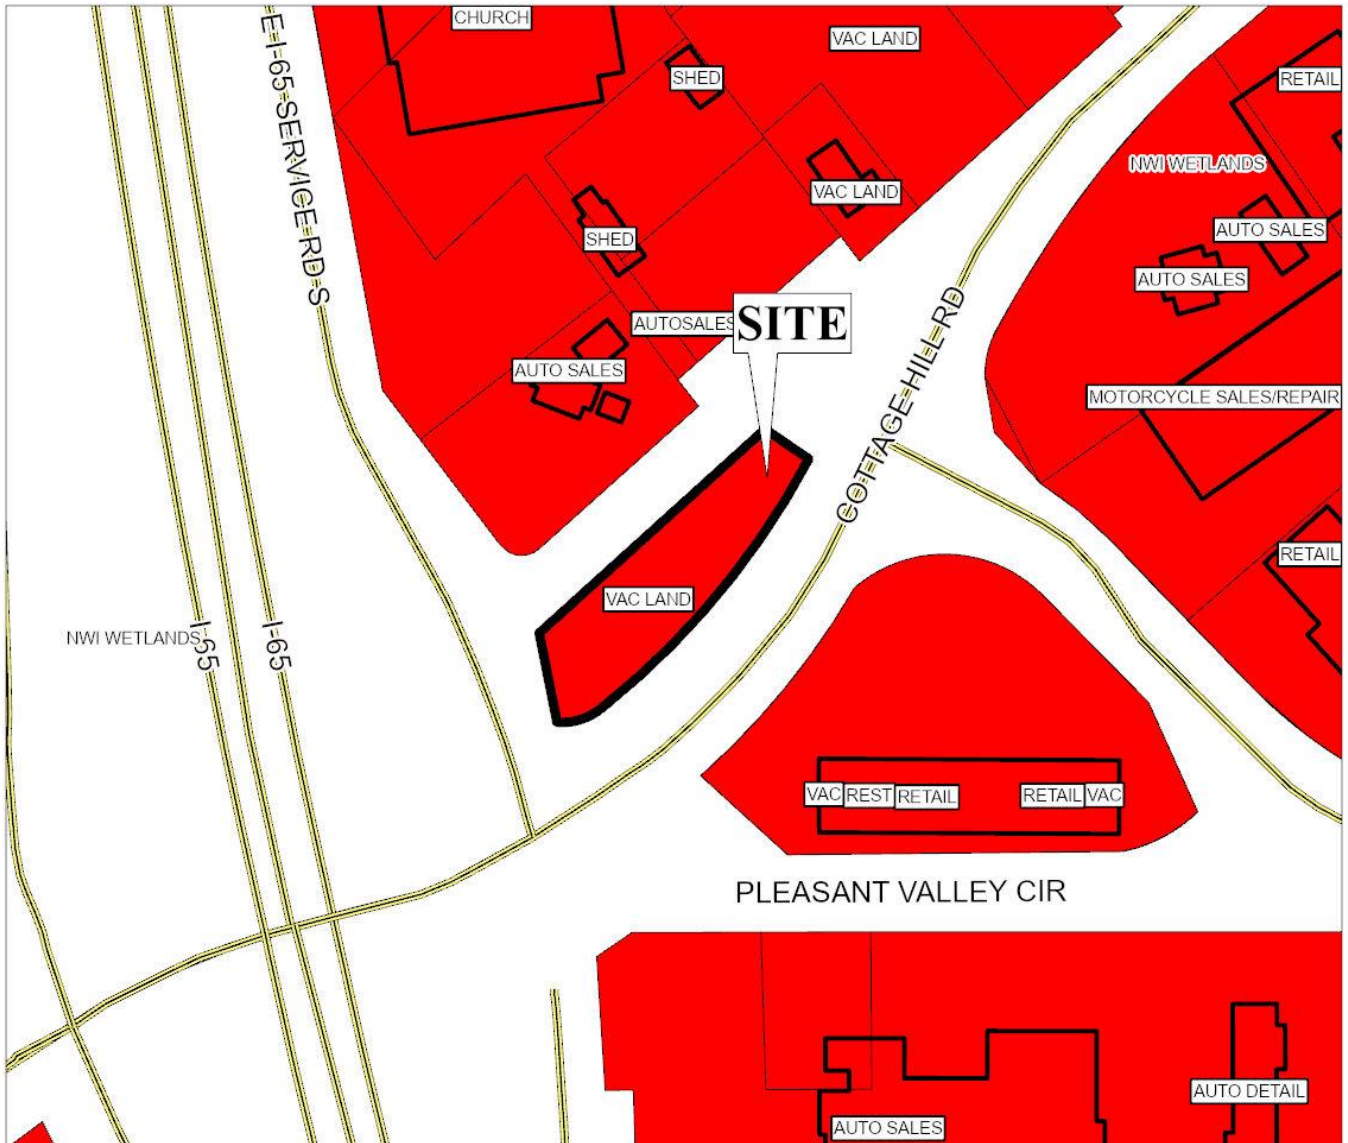 CHURCH
VAC LAND
E-I-65-SERVICE-RD-S
SHED
RETAIL
NWI WETLANDS
VAC LAND
AUTO SALES
SHED
AUTO SALES
AUTOSALES
SITE
COTTAGE-HILL-RD
AUTO SALES
MOTORCYCLE SALES/REPAIR
RETAIL
VAC LAND
NWI WETLANDS
I-65
I-65
VAC
REST
RETAIL
RETAIL
VAC
PLEASANT VALLEY CIR
AUTO DETAIL
AUTO SALES